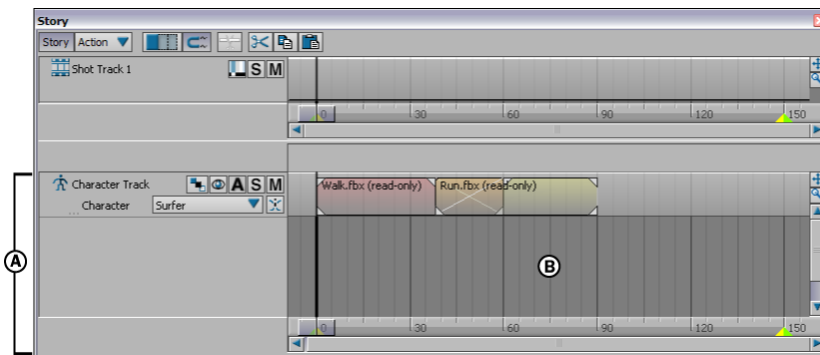 Story
Story Action
Shot Track 1 S M
0 30 60 90 120 150
Character Track A S M
Walk.fbx (read-only) Run.fbx (read-only)
Character Surfer
A
B
0 30 60 90 120 150